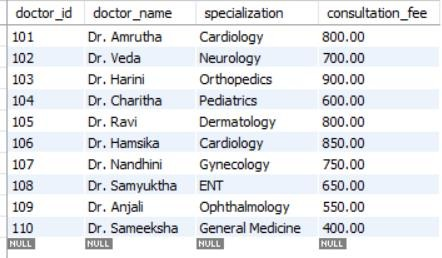 doctor_id doctor_name specialization consultation_fee
101 Dr. Amrutha Cardiology 800.00
102 Dr. Veda Neurology 700.00
103 Dr. Harini Orthopedics 900.00
104 Dr. Charitha Pediatrics 600.00
105 Dr. Ravi Dermatology 800.00
106 Dr. Hamsika Cardiology 850.00
107 Dr. Nandhini Gynecology 750.00
108 Dr. Samyuktha ENT 650.00
109 Dr. Anjali Ophthalmology 550.00
110 Dr. Sameeksha General Medicine 400.00
NULL NULL NULL NULL